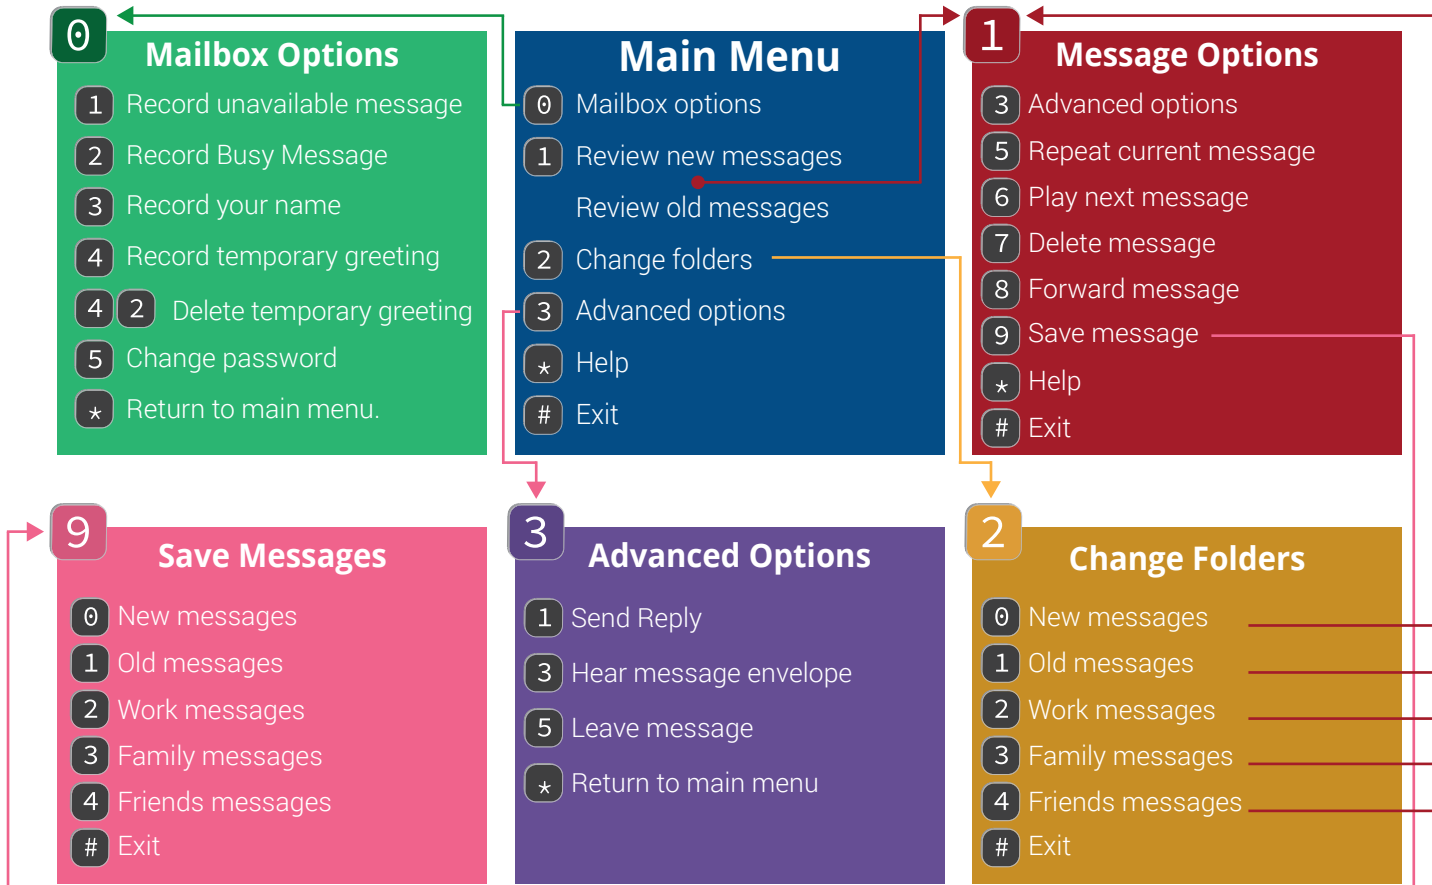 0
Mailbox Options
1 Record unavailable message
2 Record Busy Message
3 Record your name
4 Record temporary greeting
4 2 Delete temporary greeting
5 Change password
* Return to main menu.
Main Menu
0 Mailbox options
1 Review new messages
Review old messages
2 Change folders
3 Advanced options
* Help
# Exit
1
Message Options
3 Advanced options
5 Repeat current message
6 Play next message
7 Delete message
8 Forward message
9 Save message
* Help
# Exit
9
Save Messages
0 New messages
1 Old messages
2 Work messages
3 Family messages
4 Friends messages
# Exit
3
Advanced Options
1 Send Reply
3 Hear message envelope
5 Leave message
* Return to main menu
2
Change Folders
0 New messages
1 Old messages
2 Work messages
3 Family messages
4 Friends messages
# Exit